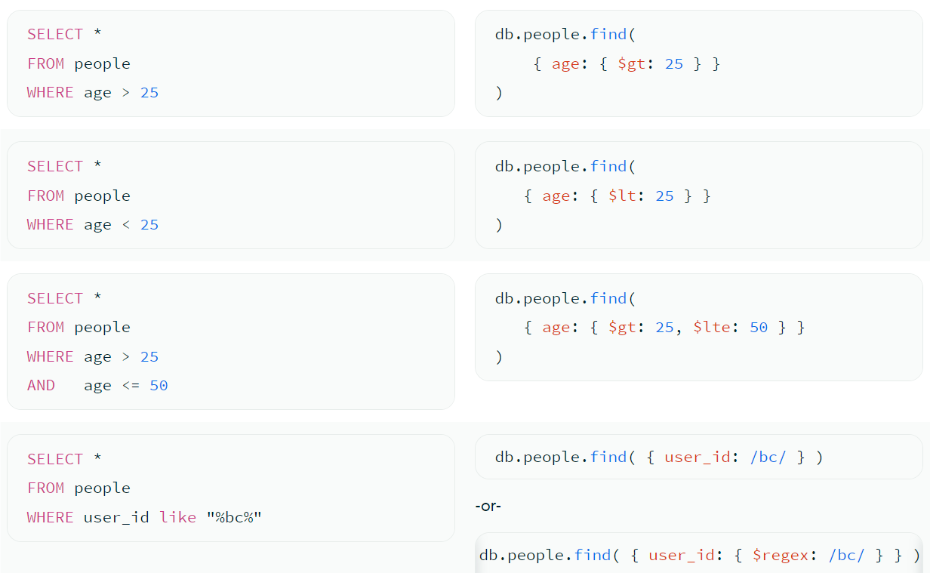 SELECT *
FROM people
WHERE age > 25
db.people.find(
{ age: { $gt: 25 } }
)
SELECT *
FROM people
WHERE age < 25
db.people.find(
{ age: { $lt: 25 } }
)
SELECT *
FROM people
WHERE age > 25
AND age <= 50
db.people.find(
{ age: { $gt: 25, $lte: 50 } }
)
SELECT *
FROM people
WHERE user_id like "%bc%"
db.people.find( { user_id: /bc/ } )
-or-
db.people.find( { user_id: { $regex: /bc/ } } )